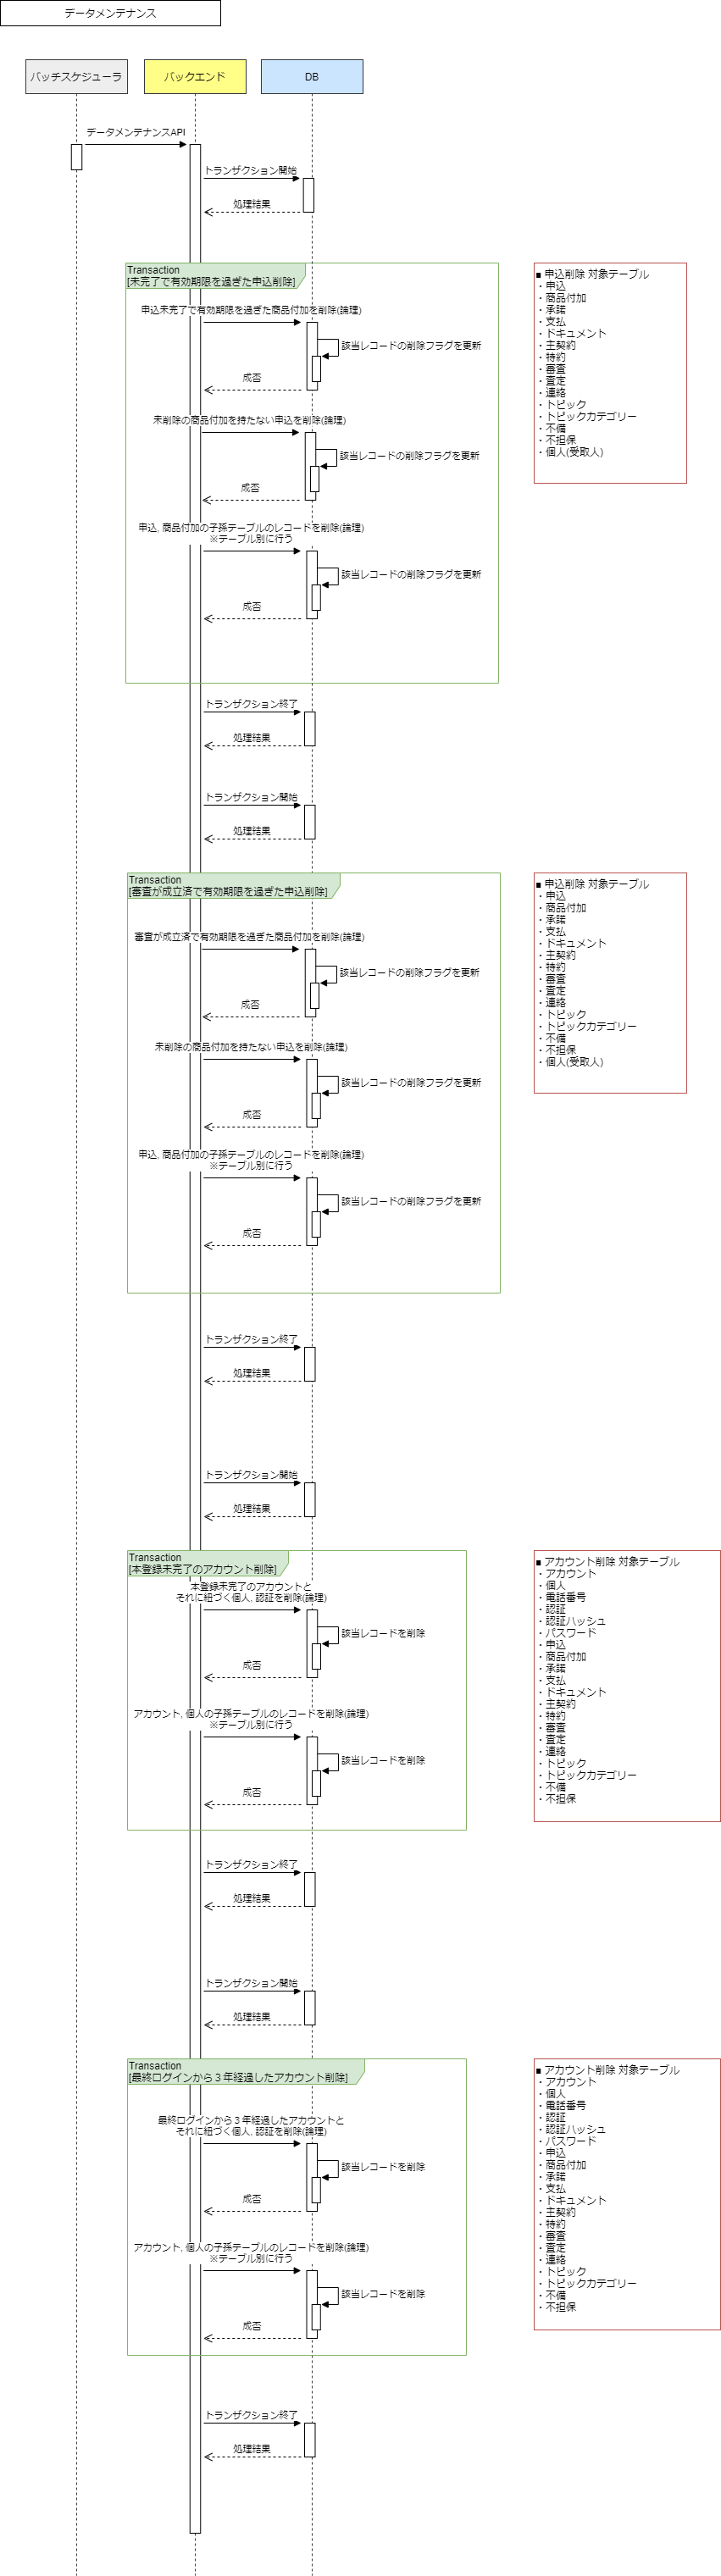 データメンテナンス
バッチスケジューラ
バックエンド
DB
データメンテナンスAPI
トランザクション開始
処理結果
Transaction
[未完了で有効期限を過ぎた申込削除]
申込未完了で有効期限を過ぎた商品付加を削除(論理)
該当レコードの削除フラグを更新
成否
未削除の商品付加を持たない申込を削除(論理)
該当レコードの削除フラグを更新
成否
申込, 商品付加の子孫テーブルのレコードを削除(論理)
※テーブル別に行う
該当レコードの削除フラグを更新
成否
■ 申込削除 対象テーブル
・申込
・商品付加
・承諾
・支払
・ドキュメント
・主契約
・特約
・審査
・査定
・連絡
・トピック
・トピックカテゴリー
・不備
・不担保
・個人(受取人)
トランザクション終了
処理結果
トランザクション開始
処理結果
Transaction
[審査が成立済で有効期限を過ぎた申込削除]
審査が成立済で有効期限を過ぎた商品付加を削除(論理)
該当レコードの削除フラグを更新
成否
未削除の商品付加を持たない申込を削除(論理)
該当レコードの削除フラグを更新
成否
申込, 商品付加の子孫テーブルのレコードを削除(論理)
※テーブル別に行う
該当レコードの削除フラグを更新
成否
■ 申込削除 対象テーブル
・申込
・商品付加
・承諾
・支払
・ドキュメント
・主契約
・特約
・審査
・査定
・連絡
・トピック
・トピックカテゴリー
・不備
・不担保
・個人(受取人)
トランザクション終了
処理結果
トランザクション開始
処理結果
Transaction
[本登録未完了のアカウント削除]
本登録未完了のアカウントと
それに紐づく個人, 認証を削除(論理)
該当レコードを削除
成否
アカウント, 個人の子孫テーブルのレコードを削除(論理)
※テーブル別に行う
該当レコードを削除
成否
■ アカウント削除 対象テーブル
・アカウント
・個人
・電話番号
・認証
・認証ハッシュ
・パスワード
・申込
・商品付加
・承諾
・支払
・ドキュメント
・主契約
・特約
・審査
・査定
・連絡
・トピック
・トピックカテゴリー
・不備
・不担保
トランザクション終了
処理結果
トランザクション開始
処理結果
Transaction
[最終ログインから３年経過したアカウント削除]
最終ログインから３年経過したアカウントと
それに紐づく個人, 認証を削除(論理)
該当レコードを削除
成否
アカウント, 個人の子孫テーブルのレコードを削除(論理)
※テーブル別に行う
該当レコードを削除
成否
■ アカウント削除 対象テーブル
・アカウント
・個人
・電話番号
・認証
・認証ハッシュ
・パスワード
・申込
・商品付加
・承諾
・支払
・ドキュメント
・主契約
・特約
・審査
・査定
・連絡
・トピック
・トピックカテゴリー
・不備
・不担保
トランザクション終了
処理結果